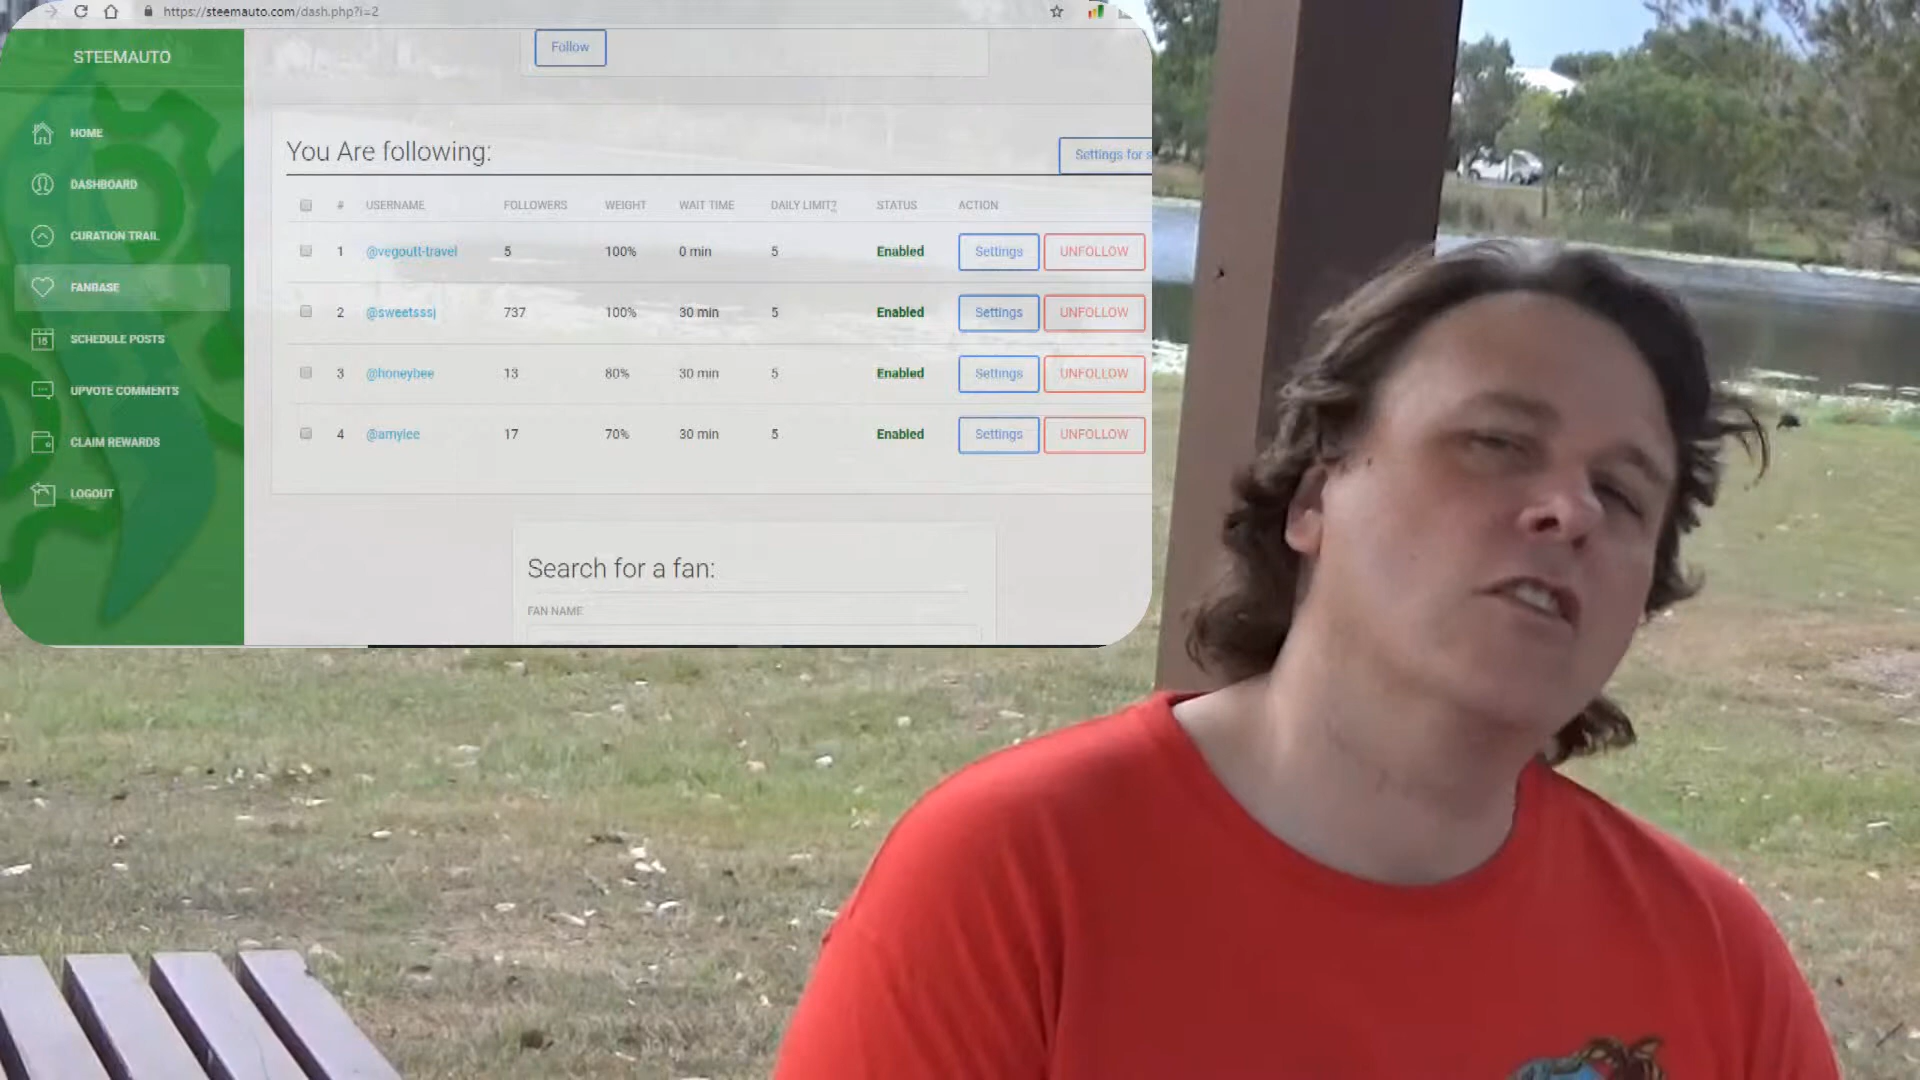 https://steemauto.com/dash.php?i=2
STEEMAUTO
HOME
DASHBOARD
CURATION TRAIL
FANBASE
SCHEDULE POSTS
16
UPVOTE COMMENTS
CLAIM REWARDS
LOGOUT
Follow
You Are following:
Settings for s
# USERNAME FOLLOWERS WEIGHT WAIT TIME DAILY LIMIT? STATUS ACTION
1 @vegoutt-travel 5 100% 0 min 5 Enabled Settings UNFOLLOW
2 @sweetsssj 737 100% 30 min 5 Enabled Settings UNFOLLOW
3 @honeybee 13 80% 30 min 5 Enabled Settings UNFOLLOW
4 @amylee 17 70% 30 min 5 Enabled Settings UNFOLLOW
Search for a fan:
FAN NAME